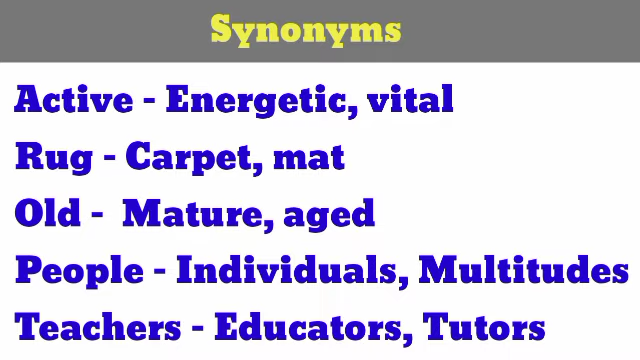 Synonyms
Active - Energetic, vital
Rug - Carpet, mat
Old - Mature, aged
People - Individuals, Multitudes
Teachers - Educators, Tutors